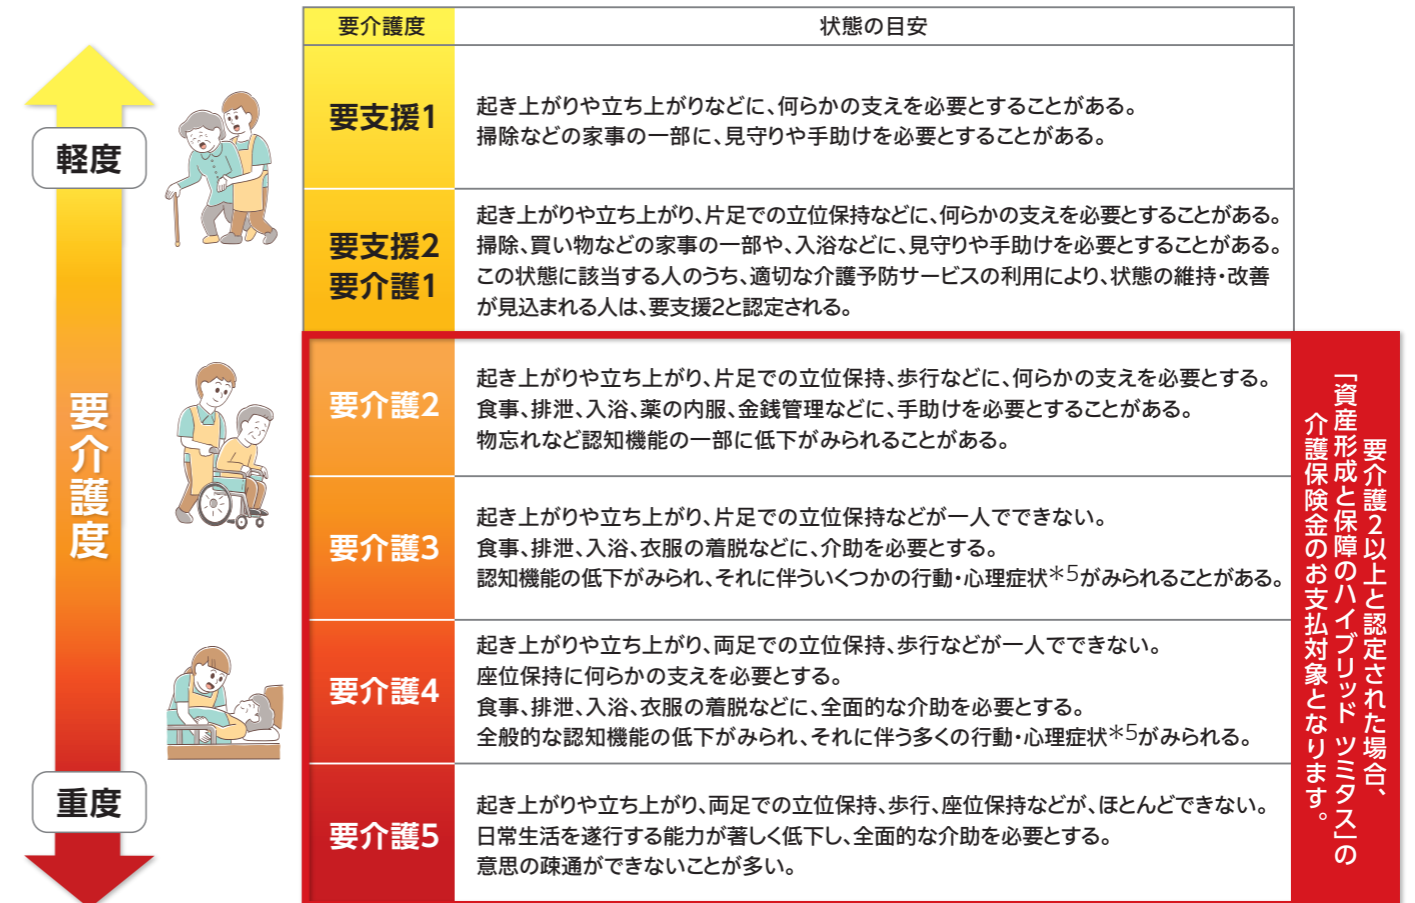 軽度
要介護度
重度
要介護度
状態の目安
要支援1
起き上がりや立ち上がりなどに、何らかの支えを必要とすることがある。
掃除などの家事の一部に、見守りや手助けを必要とすることがある。
要支援2
要介護1
起き上がりや立ち上がり、片足での立位保持などに、何らかの支えを必要とすることがある。
掃除、買い物などの家事の一部や、入浴などに、見守りや手助けを必要とすることがある。
この状態に該当する人のうち、適切な介護予防サービスの利用により、状態の維持・改善
が見込まれる人は、要支援2と認定される。
要介護2
起き上がりや立ち上がり、片足での立位保持、歩行などに、何らかの支えを必要とする。
食事、排泄、入浴、薬の内服、金銭管理などに、手助けを必要とすることがある。
物忘れなど認知機能の一部に低下がみられることがある。
要介護3
起き上がりや立ち上がり、片足での立位保持などが一人でできない。
食事、排泄、入浴、衣服の着脱などに、介助を必要とする。
認知機能の低下がみられ、それに伴ういくつかの行動・心理症状＊5がみられることがある。
要介護4
起き上がりや立ち上がり、両足での立位保持、歩行などが一人でできない。
座位保持に何らかの支えを必要とする。
食事、排泄、入浴、衣服の着脱などに、全面的な介助を必要とする。
全般的な認知機能の低下がみられ、それに伴う多くの行動・心理症状＊5がみられる。
要介護5
起き上がりや立ち上がり、両足での立位保持、歩行、座位保持などが、ほとんどできない。
日常生活を遂行する能力が著しく低下し、全面的な介助を必要とする。
意思の疎通ができないことが多い。
要介護2以上と認定された場合、
「資産形成と保障のハイブリッド ツミタス」の
介護保険金のお支払対象となります。